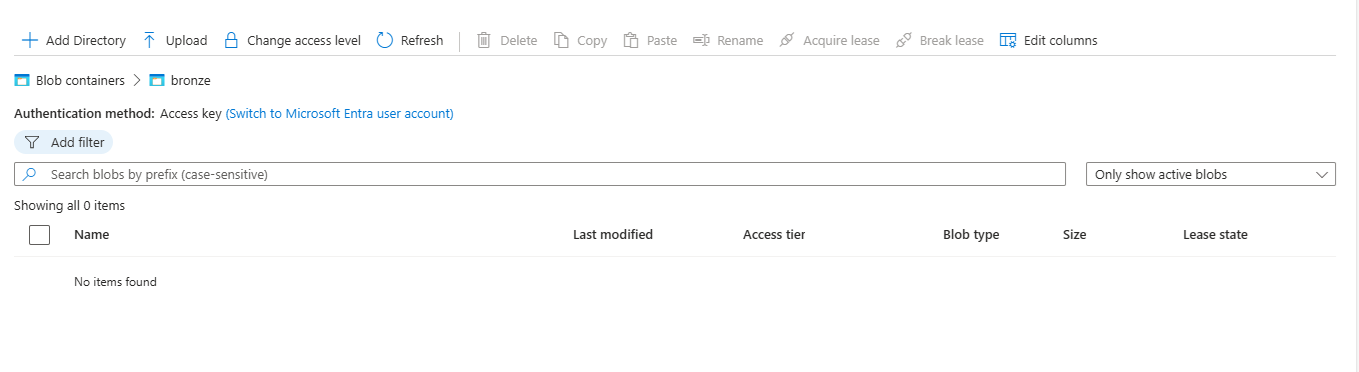 Add Directory Upload Change access level Refresh Delete Copy Paste Rename Acquire lease Break lease Edit columns
Blob containers bronze
Authentication method: Access key (Switch to Microsoft Entra user account)
Add filter
Search blobs by prefix (case-sensitive) Only show active blobs
Showing all 0 items
Name Last modified Access tier Blob type Size Lease state
No items found